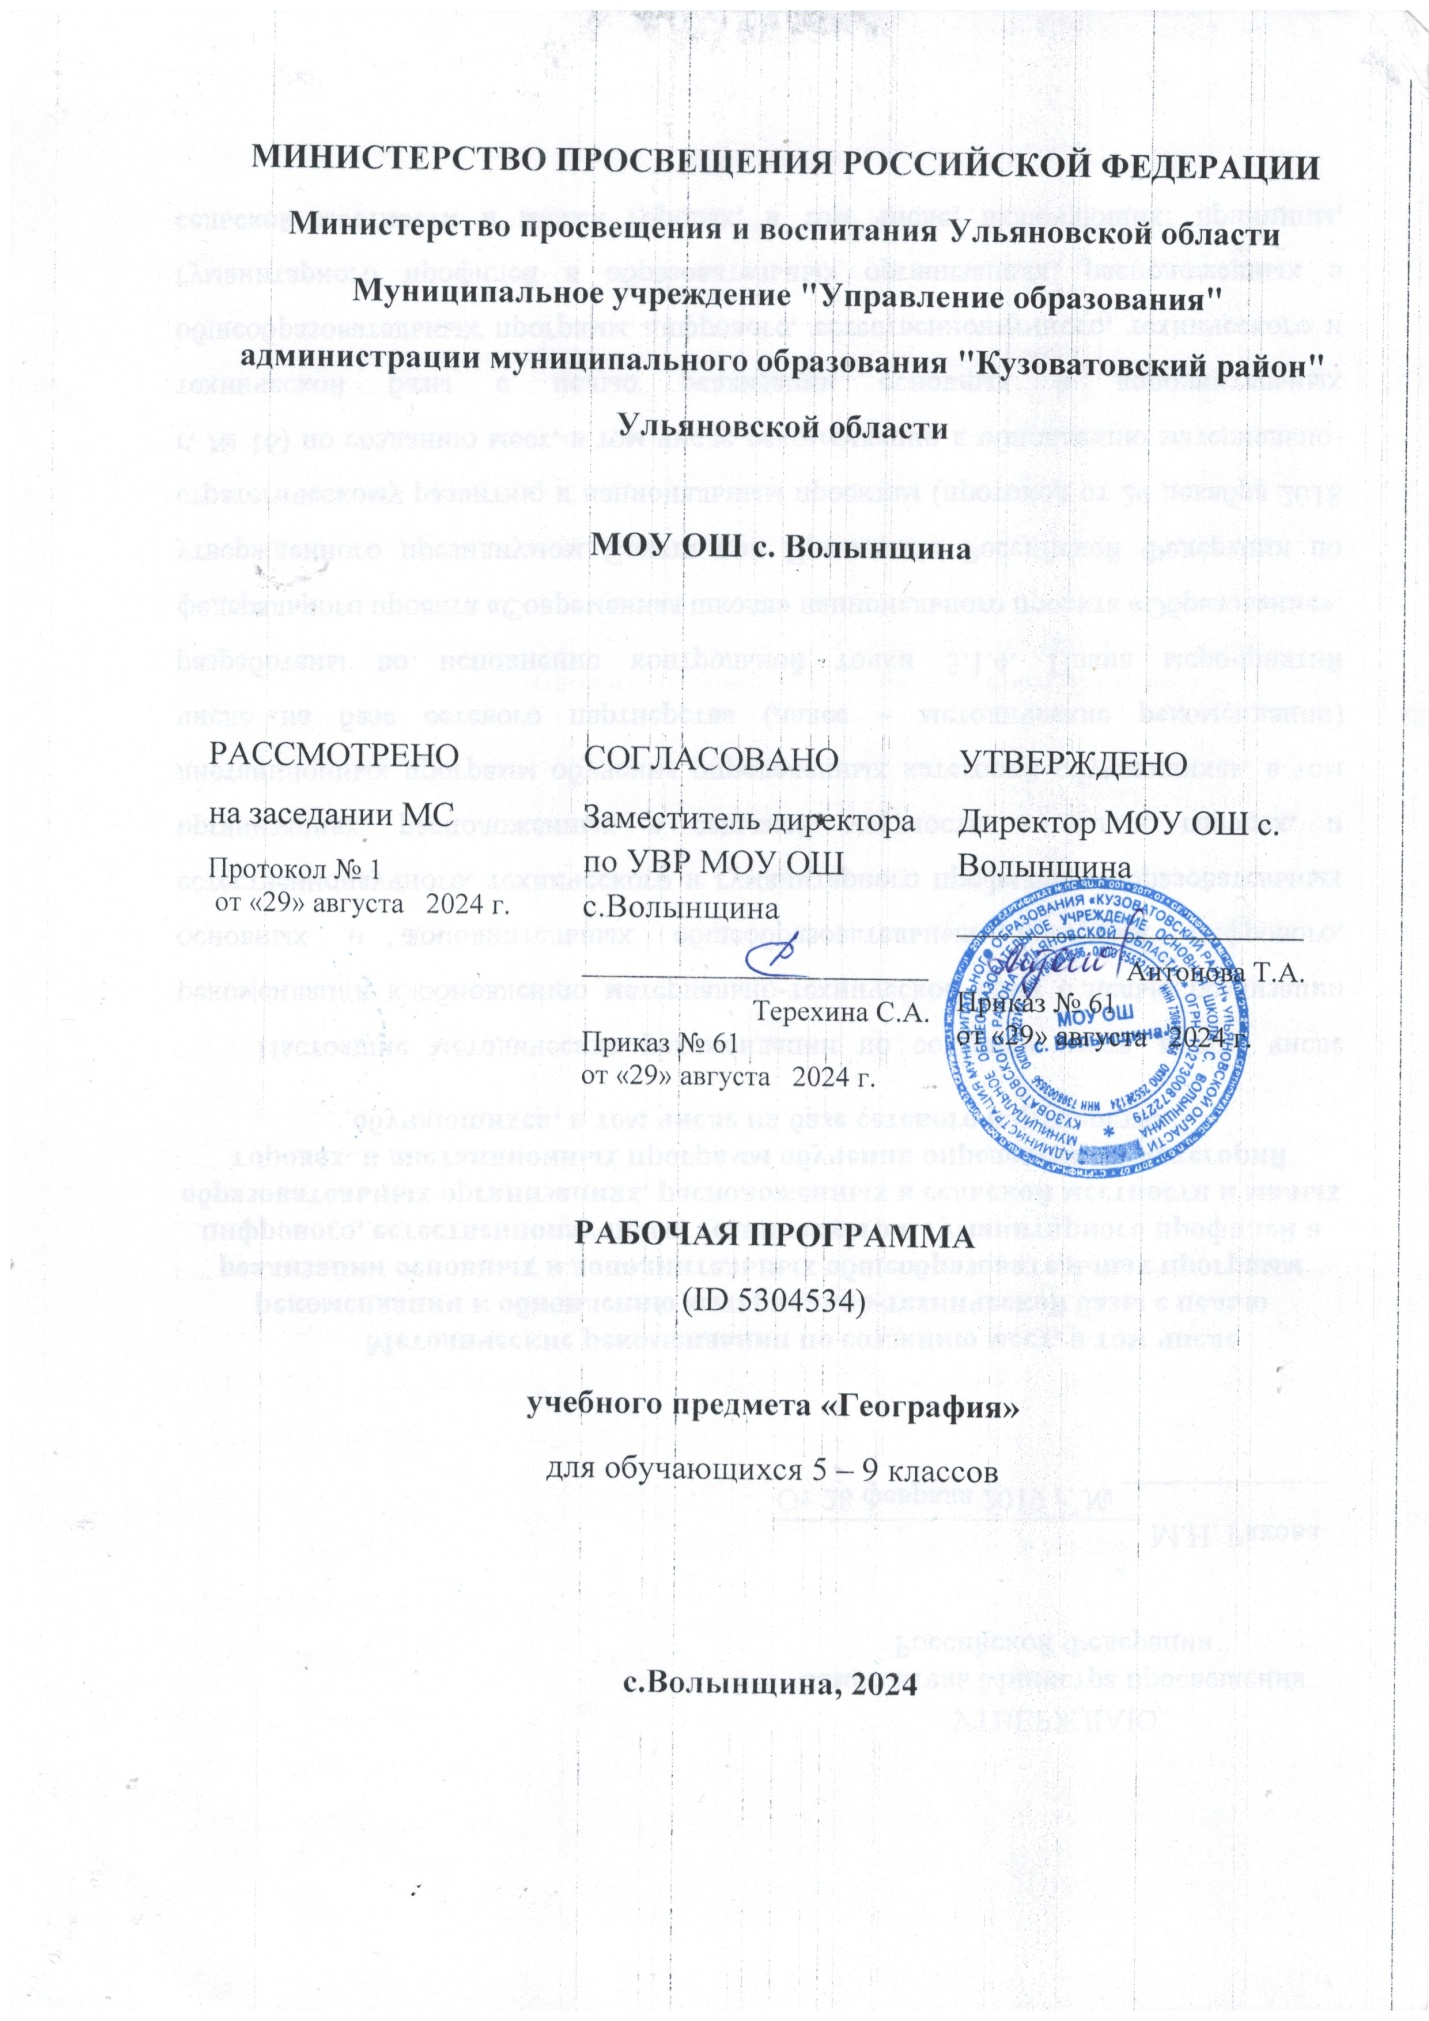 МИНИСТЕРСТВО ПРОСВЕЩЕНИЯ РОССИЙСКОЙ ФЕДЕРАЦИИ
Министерство просвещения и воспитания Ульяновской области
Муниципальное учреждение "Управление образования"
администрации муниципального образования "Кузоватовский район"
Ульяновской области
МОУ ОШ с. Волынщина
РАССМОТРЕНО
на заседании МС
Протокол № 1
от «29» августа 2024 г.
СОГЛАСОВАНО
Заместитель директора
по УВР МОУ ОШ
с.Волынщина
Терехина С.А.
Приказ № 61
от «29» августа 2024 г.
УТВЕРЖДЕНО
Директор МОУ ОШ с.
Волынщина
Антонова Т.А.
Приказ № 61
от «29» августа 2024 г.
МОУ ОШ
с. Волынщина
РАБОЧАЯ ПРОГРАММА
(ID 5304534)
учебного предмета «География»
для обучающихся 5 – 9 классов
с.Волынщина, 2024